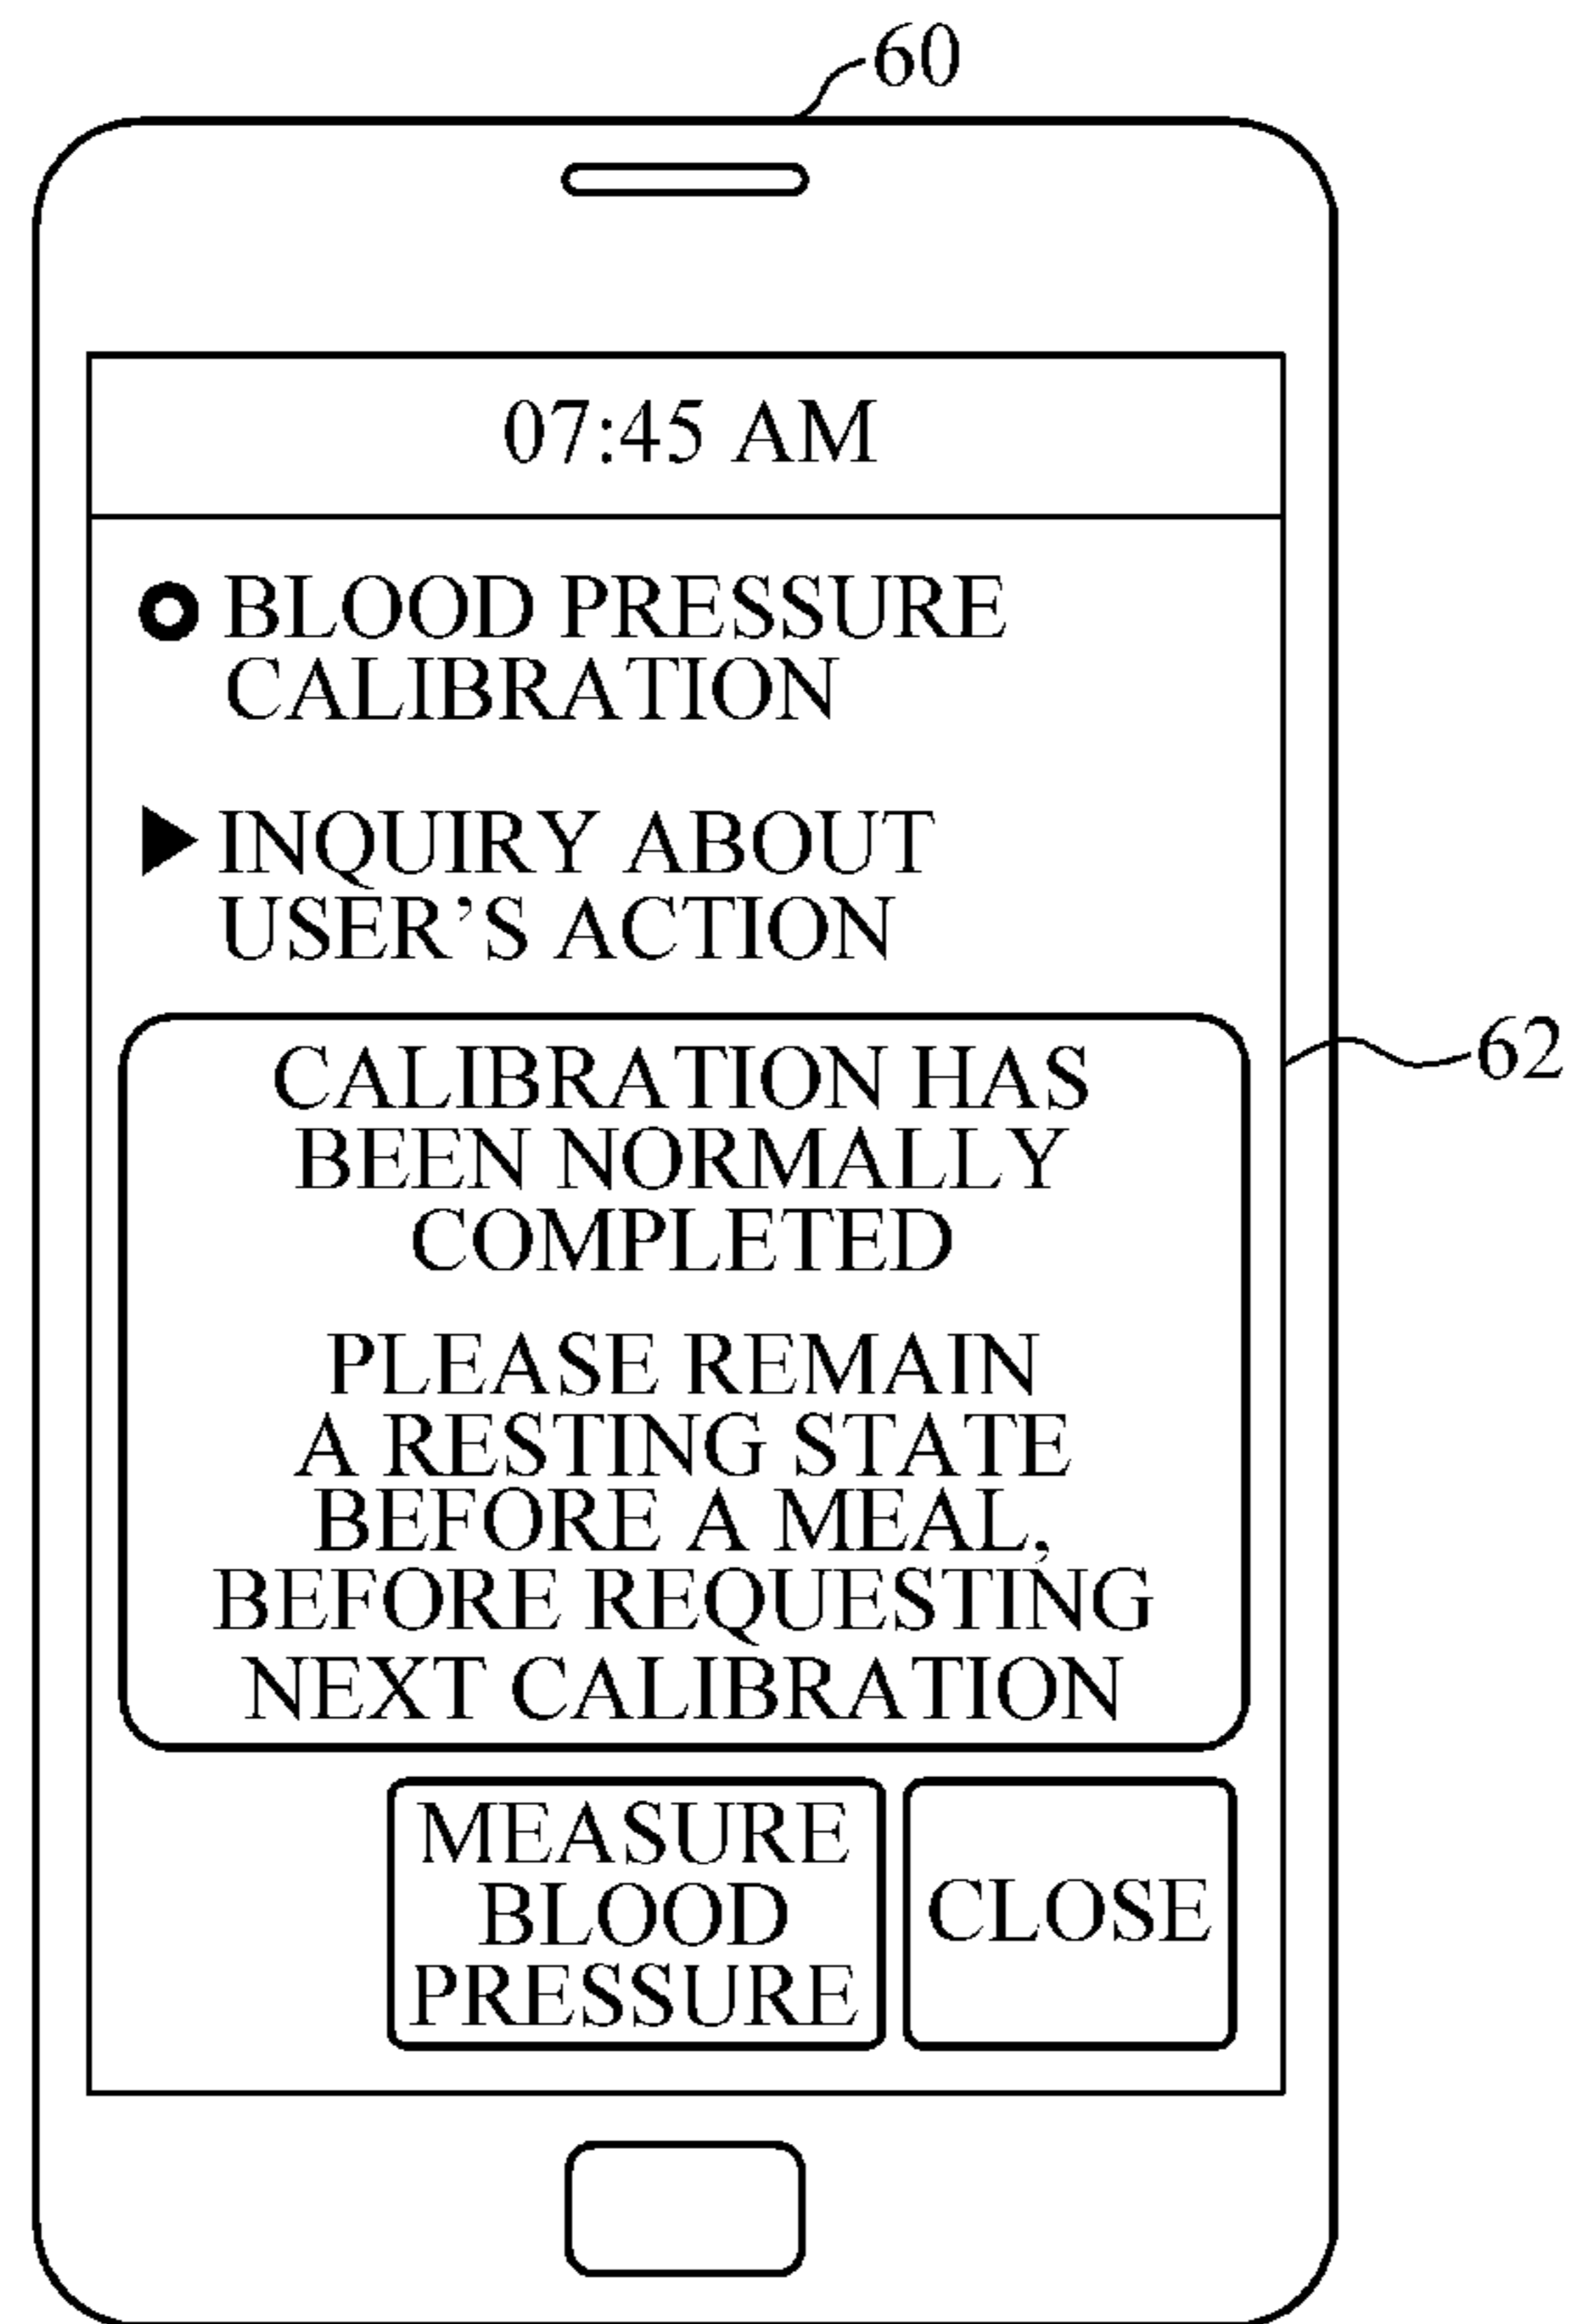 60
07:45 AM
BLOOD PRESSURE
CALIBRATION
INQUIRY ABOUT
USER’S ACTION
62
CALIBRATION HAS
BEEN NORMALLY
COMPLETED
PLEASE REMAIN
A RESTING STATE
BEFORE A MEAL,
BEFORE REQUESTING
NEXT CALIBRATION
MEASURE
BLOOD
PRESSURE
CLOSE